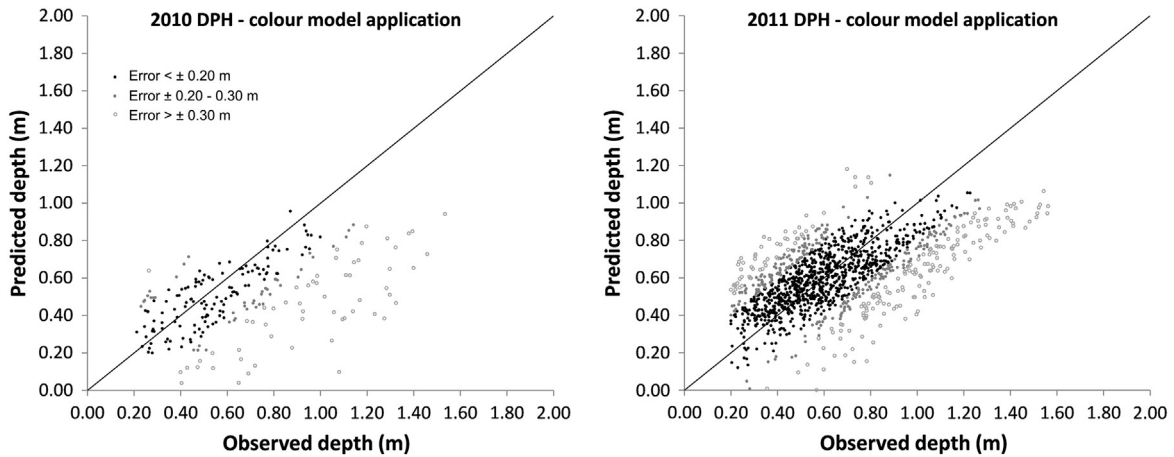 2010 DPH - colour model application
2.00
1.80
1.60
1.40
1.20
1.00
0.80
0.60
0.40
0.20
0.00
Predicted depth (m)
Error < ± 0.20 m
Error ± 0.20 - 0.30 m
Error > ± 0.30 m
0.00 0.20 0.40 0.60 0.80 1.00 1.20 1.40 1.60 1.80 2.00
Observed depth (m)
2011 DPH - colour model application
2.00
1.80
1.60
1.40
1.20
1.00
0.80
0.60
0.40
0.20
0.00
Predicted depth (m)
0.00 0.20 0.40 0.60 0.80 1.00 1.20 1.40 1.60 1.80 2.00
Observed depth (m)